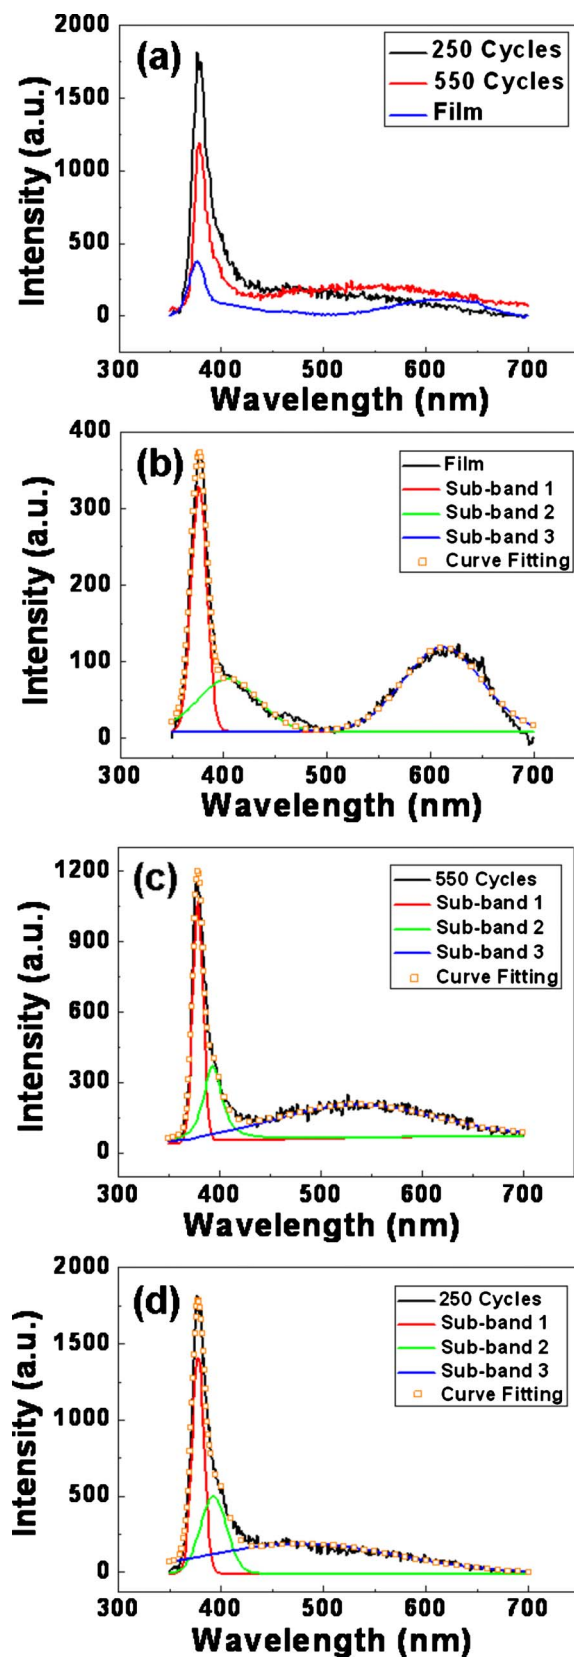 2000
(a)
250 Cycles
550 Cycles
Film
1500
1000
500
0
Intensity (a.u.)
300 400 500 600 700
Wavelength (nm)
400
(b)
Film
Sub-band 1
Sub-band 2
Sub-band 3
Curve Fitting
300
200
100
0
Intensity (a.u.)
300 400 500 600 700
Wavelength (nm)
1200
(c)
550 Cycles
Sub-band 1
Sub-band 2
Sub-band 3
Curve Fitting
900
600
300
0
Intensity (a.u.)
300 400 500 600 700
Wavelength (nm)
2000
(d)
250 Cycles
Sub-band 1
Sub-band 2
Sub-band 3
Curve Fitting
1500
1000
500
0
Intensity (a.u.)
300 400 500 600 700
Wavelength (nm)